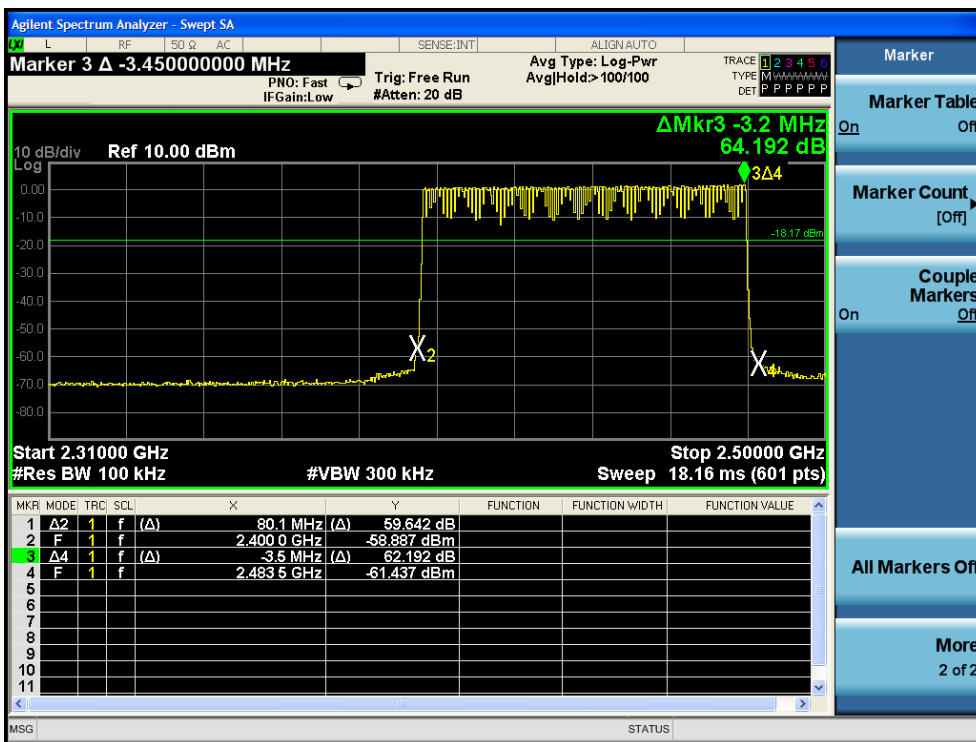 Agilent Spectrum Analyzer - Swept SA
LXI L RF 50 Ω AC SENSE:INT ALIGN AUTO
Marker 3 Δ -3.450000000 MHz
PNO: Fast
IFGain:Low
Trig: Free Run
#Atten: 20 dB
Avg Type: Log-Pwr
Avg|Hold:>100/100
TRACE 1 2 3 4 5 6
TYPE M WWWWW
DET P P P P P P
ΔMkr3 -3.2 MHz
64.192 dB
10 dB/div Ref 10.00 dBm
Log
3Δ4
0.00
-10.0
-18.17 dBm
-20.0
-30.0
-40.0
-50.0
X2
-60.0
X4
-70.0
-80.0
Start 2.31000 GHz Stop 2.50000 GHz
#Res BW 100 kHz #VBW 300 kHz Sweep 18.16 ms (601 pts)
MKR MODE TRC SCL X Y FUNCTION FUNCTION WIDTH FUNCTION VALUE
1 Δ2 1 f (Δ) 80.1 MHz (Δ) 59.642 dB
2 F 1 f 2.400 0 GHz -58.887 dBm
3 Δ4 1 f (Δ) -3.5 MHz (Δ) 62.192 dB
4 F 1 f 2.483 5 GHz -61.437 dBm
5
6
7
8
9
10
11
MSG STATUS
Marker
Marker Table
On Off
Marker Count
[Off]
Couple
Markers
On Off
All Markers Off
More
2 of 2